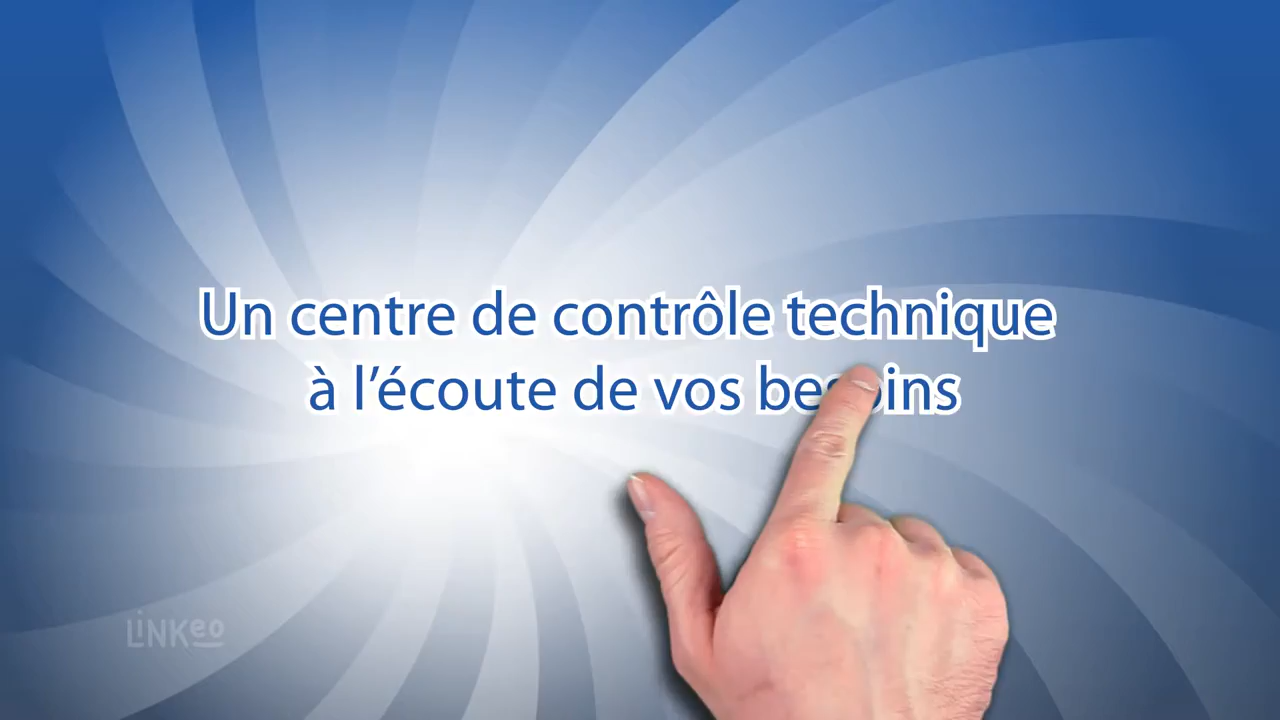 Un centre de contrôle technique
à l’écoute de vos besoins
LiNKeo